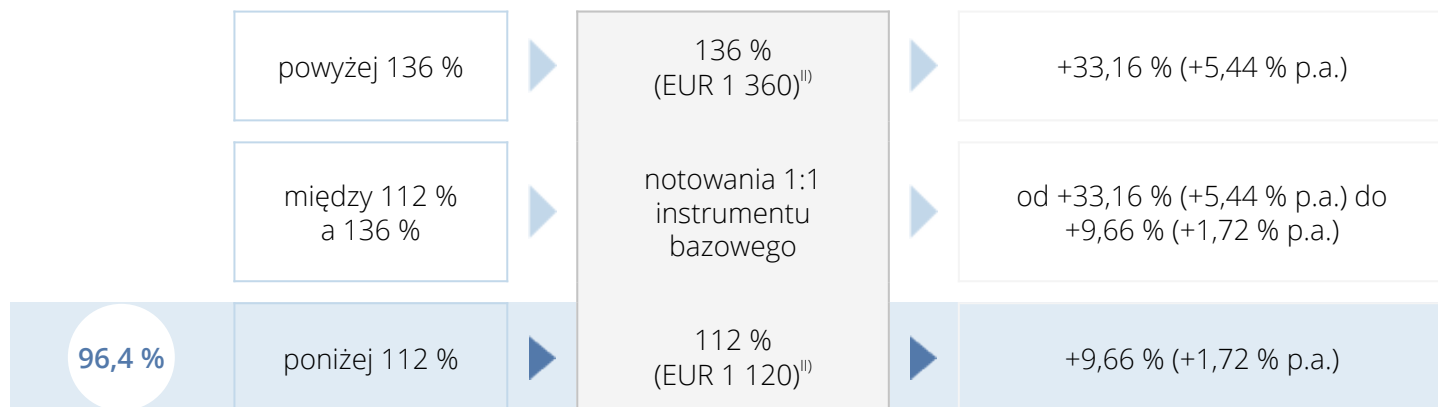 powyżej 136 %
136 %
(EUR 1 360)II)
+33,16 % (+5,44 % p.a.)
między 112 %
a 136 %
notowania 1:1
instrumentu
bazowego
od +33,16 % (+5,44 % p.a.) do
+9,66 % (+1,72 % p.a.)
96,4 %
poniżej 112 %
112 %
(EUR 1 120)II)
+9,66 % (+1,72 % p.a.)